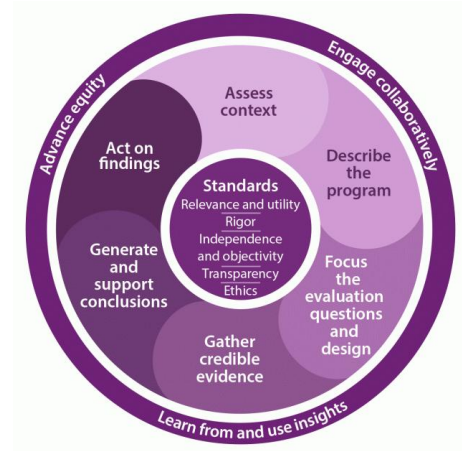 Advance equity
Engage collaboratively
Assess
context
Describe
the
program
Focus
the
evaluation
questions
and
design
Gather
credible
evidence
Generate
and
support
conclusions
Act on
findings
Standards
Relevance and utility
Rigor
Independence
and objectivity
Transparency
Ethics
Learn from and use insights